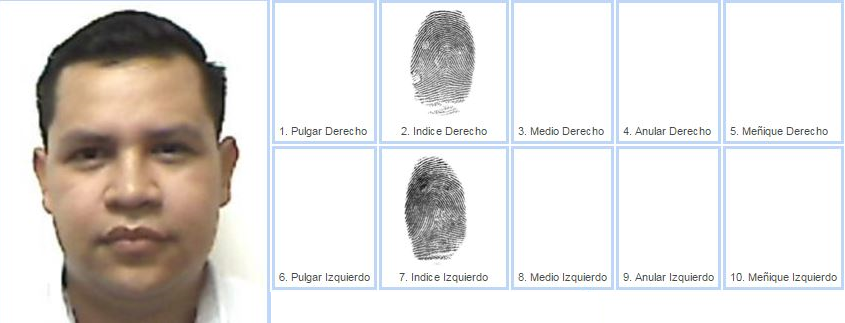 1. Pulgar Derecho
2. Indice Derecho
3. Medio Derecho
4. Anular Derecho
5. Meñique Derecho
6. Pulgar Izquierdo
7. Indice Izquierdo
8. Medio Izquierdo
9. Anular Izquierdo
10. Meñique Izquierdo